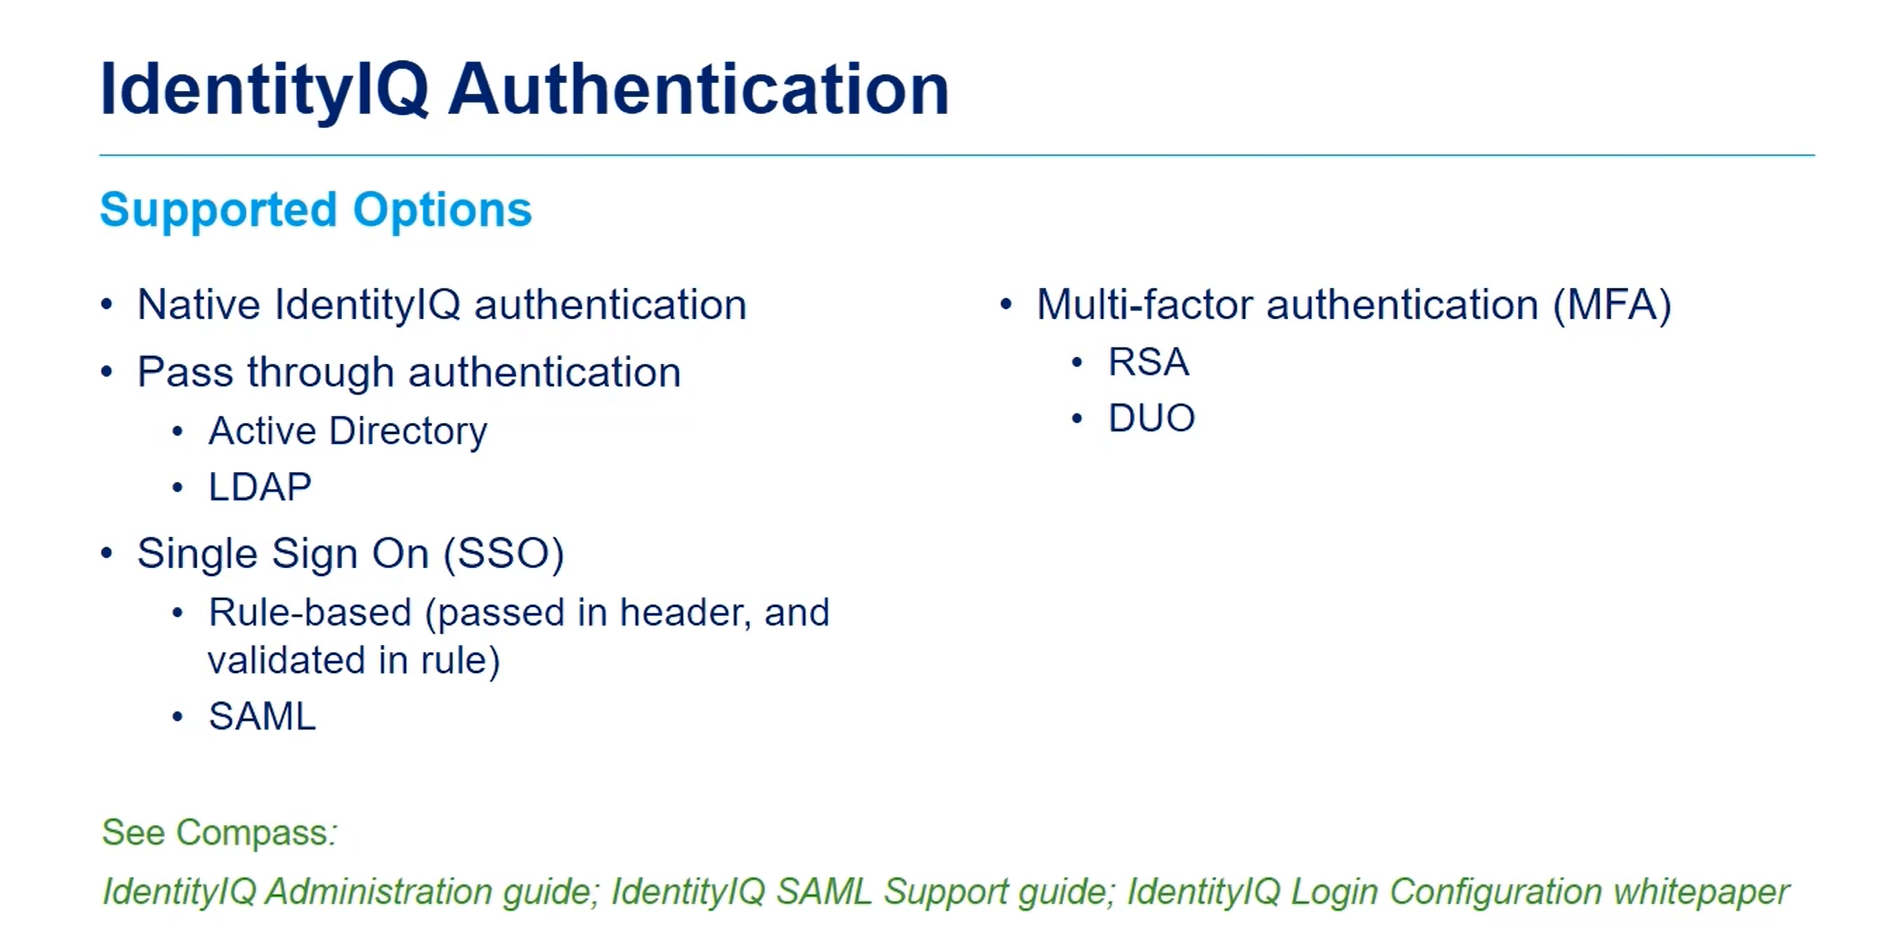 IdentityIQ Authentication
Supported Options
• Native IdentityIQ authentication
• Pass through authentication
• Active Directory
• LDAP
• Single Sign On (SSO)
• Rule-based (passed in header, and
validated in rule)
• SAML
• Multi-factor authentication (MFA)
• RSA
• DUO
See Compass:
IdentityIQ Administration guide; IdentityIQ SAML Support guide; IdentityIQ Login Configuration whitepaper